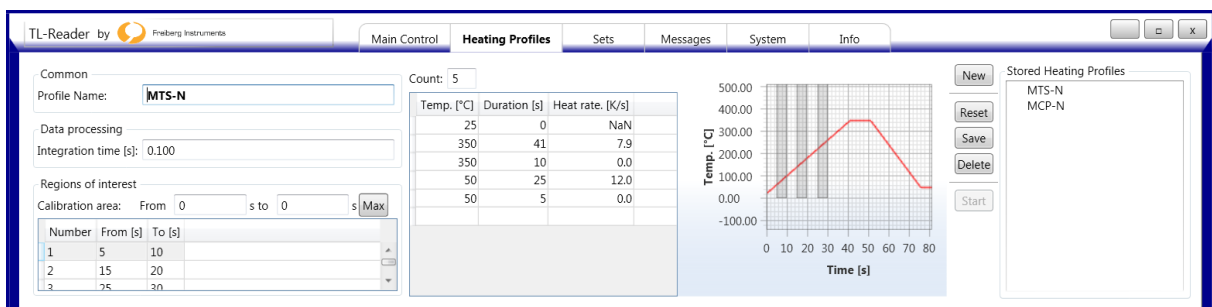 TL-Reader by Freiberg Instruments
Main Control Heating Profiles Sets Messages System Info
x
Common
Profile Name: MTS-N
Data processing
Integration time [s]: 0.100
Regions of interest
Calibration area: From 0 s to 0 s Max
Number From [s] To [s]
1 5 10
2 15 20
3 25 30
Count: 5
Temp. [°C] Duration [s] Heat rate. [K/s]
25 0 NaN
350 41 7.9
350 10 0.0
50 25 12.0
50 5 0.0
Temp. [°C]
500.00
400.00
300.00
200.00
100.00
0.00
-100.00
0 10 20 30 40 50 60 70 80
Time [s]
New
Reset
Save
Delete
Start
Stored Heating Profiles
MTS-N
MCP-N